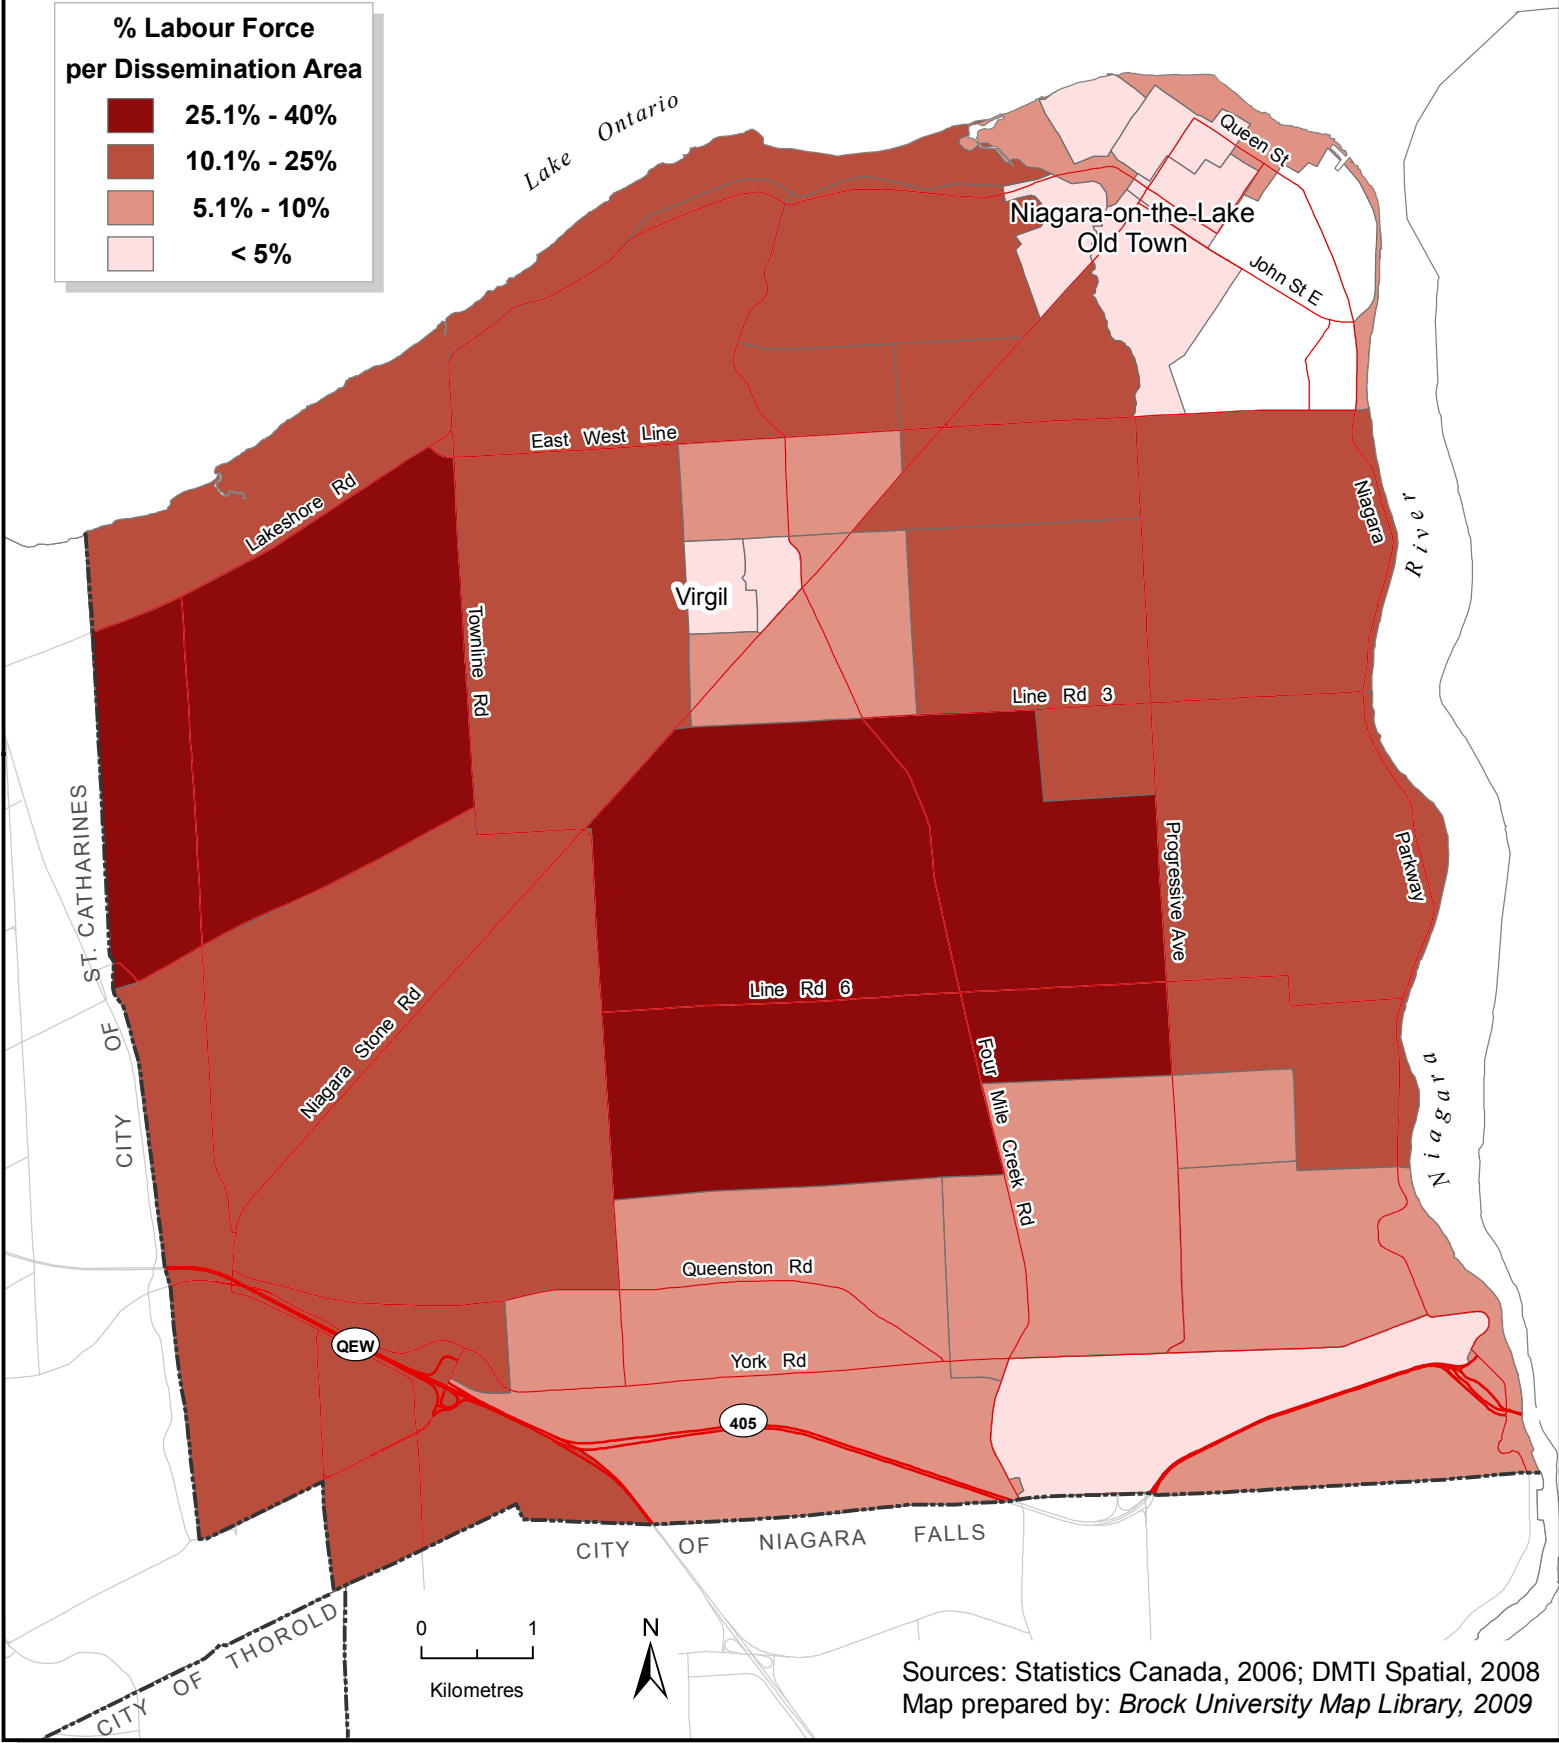 % Labour Force
per Dissemination Area
25.1% - 40%
10.1% - 25%
5.1% - 10%
< 5%
Lake Ontario
Queen St
Niagara-on-the-Lake
Old Town
John St E
East West Line
Lakeshore Rd
Niagara
River
Virgil
Townline Rd
Line Rd 3
ST. CATHARINES
Progressive Ave
Parkway
Line Rd 6
Niagara Stone Rd
OF
Four Mile Creek Rd
Niagara
CITY
Queenston Rd
QEW
York Rd
405
CITY OF NIAGARA FALLS
CITY OF THOROLD
0 1
Kilometres
N
Sources: Statistics Canada, 2006; DMTI Spatial, 2008
Map prepared by: Brock University Map Library, 2009